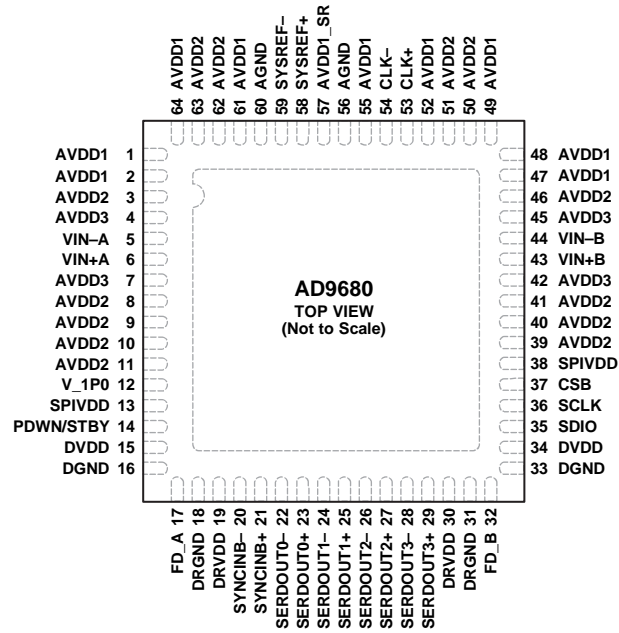 64 AVDD1
63 AVDD2
62 AVDD2
61 AVDD1
60 AGND
59 SYSREF–
58 SYSREF+
57 AVDD1_SR
56 AGND
55 AVDD1
54 CLK–
53 CLK+
52 AVDD1
51 AVDD2
50 AVDD2
49 AVDD1
AVDD1 1
AVDD1 2
AVDD2 3
AVDD3 4
VIN–A 5
VIN+A 6
AVDD3 7
AVDD2 8
AVDD2 9
AVDD2 10
AVDD2 11
V_1P0 12
SPIVDD 13
PDWN/STBY 14
DVDD 15
DGND 16
AD9680
TOP VIEW
(Not to Scale)
48 AVDD1
47 AVDD1
46 AVDD2
45 AVDD3
44 VIN–B
43 VIN+B
42 AVDD3
41 AVDD2
40 AVDD2
39 AVDD2
38 SPIVDD
37 CSB
36 SCLK
35 SDIO
34 DVDD
33 DGND
FD_A 17
DRGND 18
DRVDD 19
SYNCINB– 20
SYNCINB+ 21
SERDOUT0– 22
SERDOUT0+ 23
SERDOUT1– 24
SERDOUT1+ 25
SERDOUT2– 26
SERDOUT2+ 27
SERDOUT3– 28
SERDOUT3+ 29
DRVDD 30
DRGND 31
FD_B 32